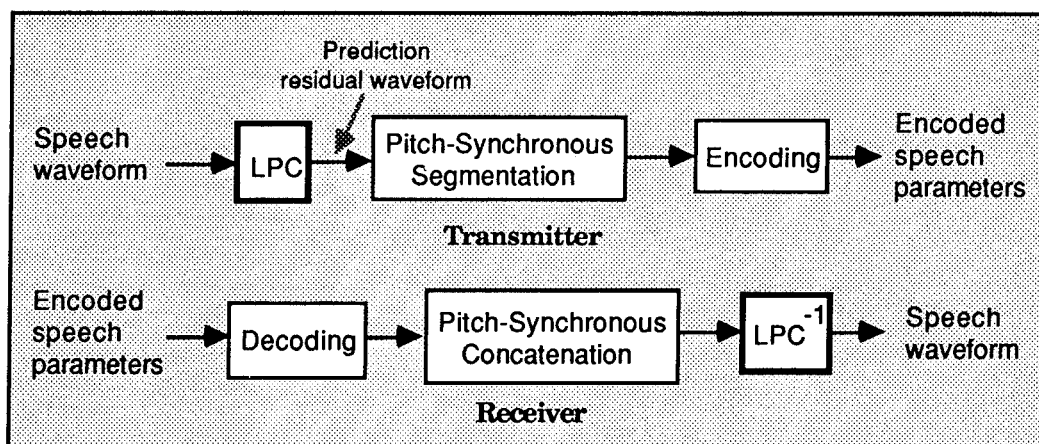 Prediction
residual waveform
Speech
waveform
LPC
Pitch-Synchronous
Segmentation
Encoding
Encoded
speech
parameters
Transmitter
Encoded
speech
parameters
Decoding
Pitch-Synchronous
Concatenation
LPC⁻¹
Speech
waveform
Receiver